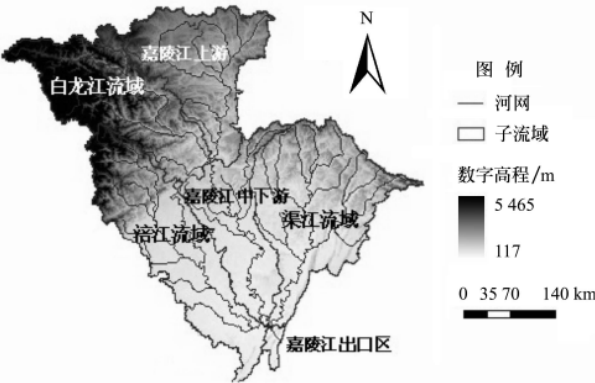 嘉陵江上游
白龙江流域
嘉陵江中下游
渠江流域
涪江流域
嘉陵江出口区
N
图 例
河网
子流域
数字高程/m
5 465
117
0 35 70 140 km